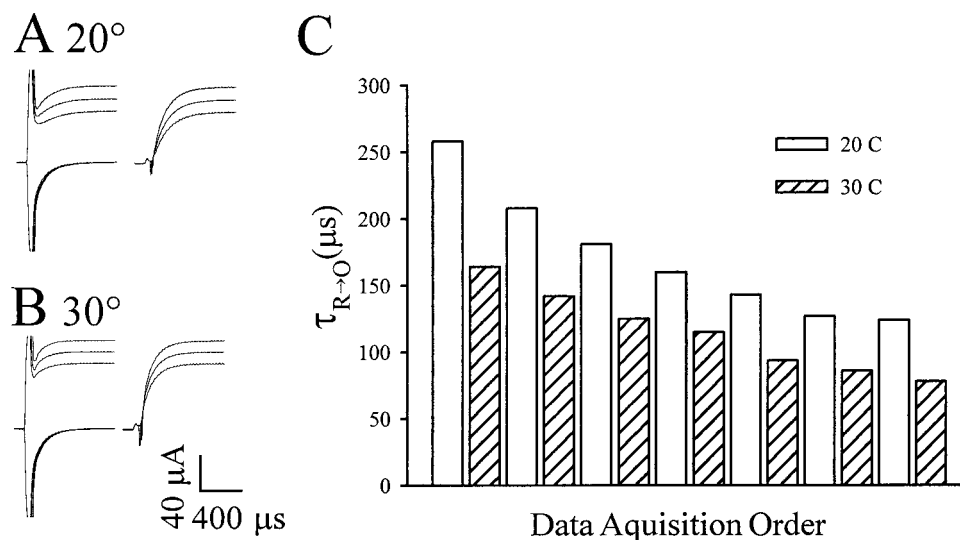 A 20°
B 30°
40 μA
400 μs
C
300
250
200
150
100
50
0
τR→O(μs)
20 C
30 C
Data Aquisition Order